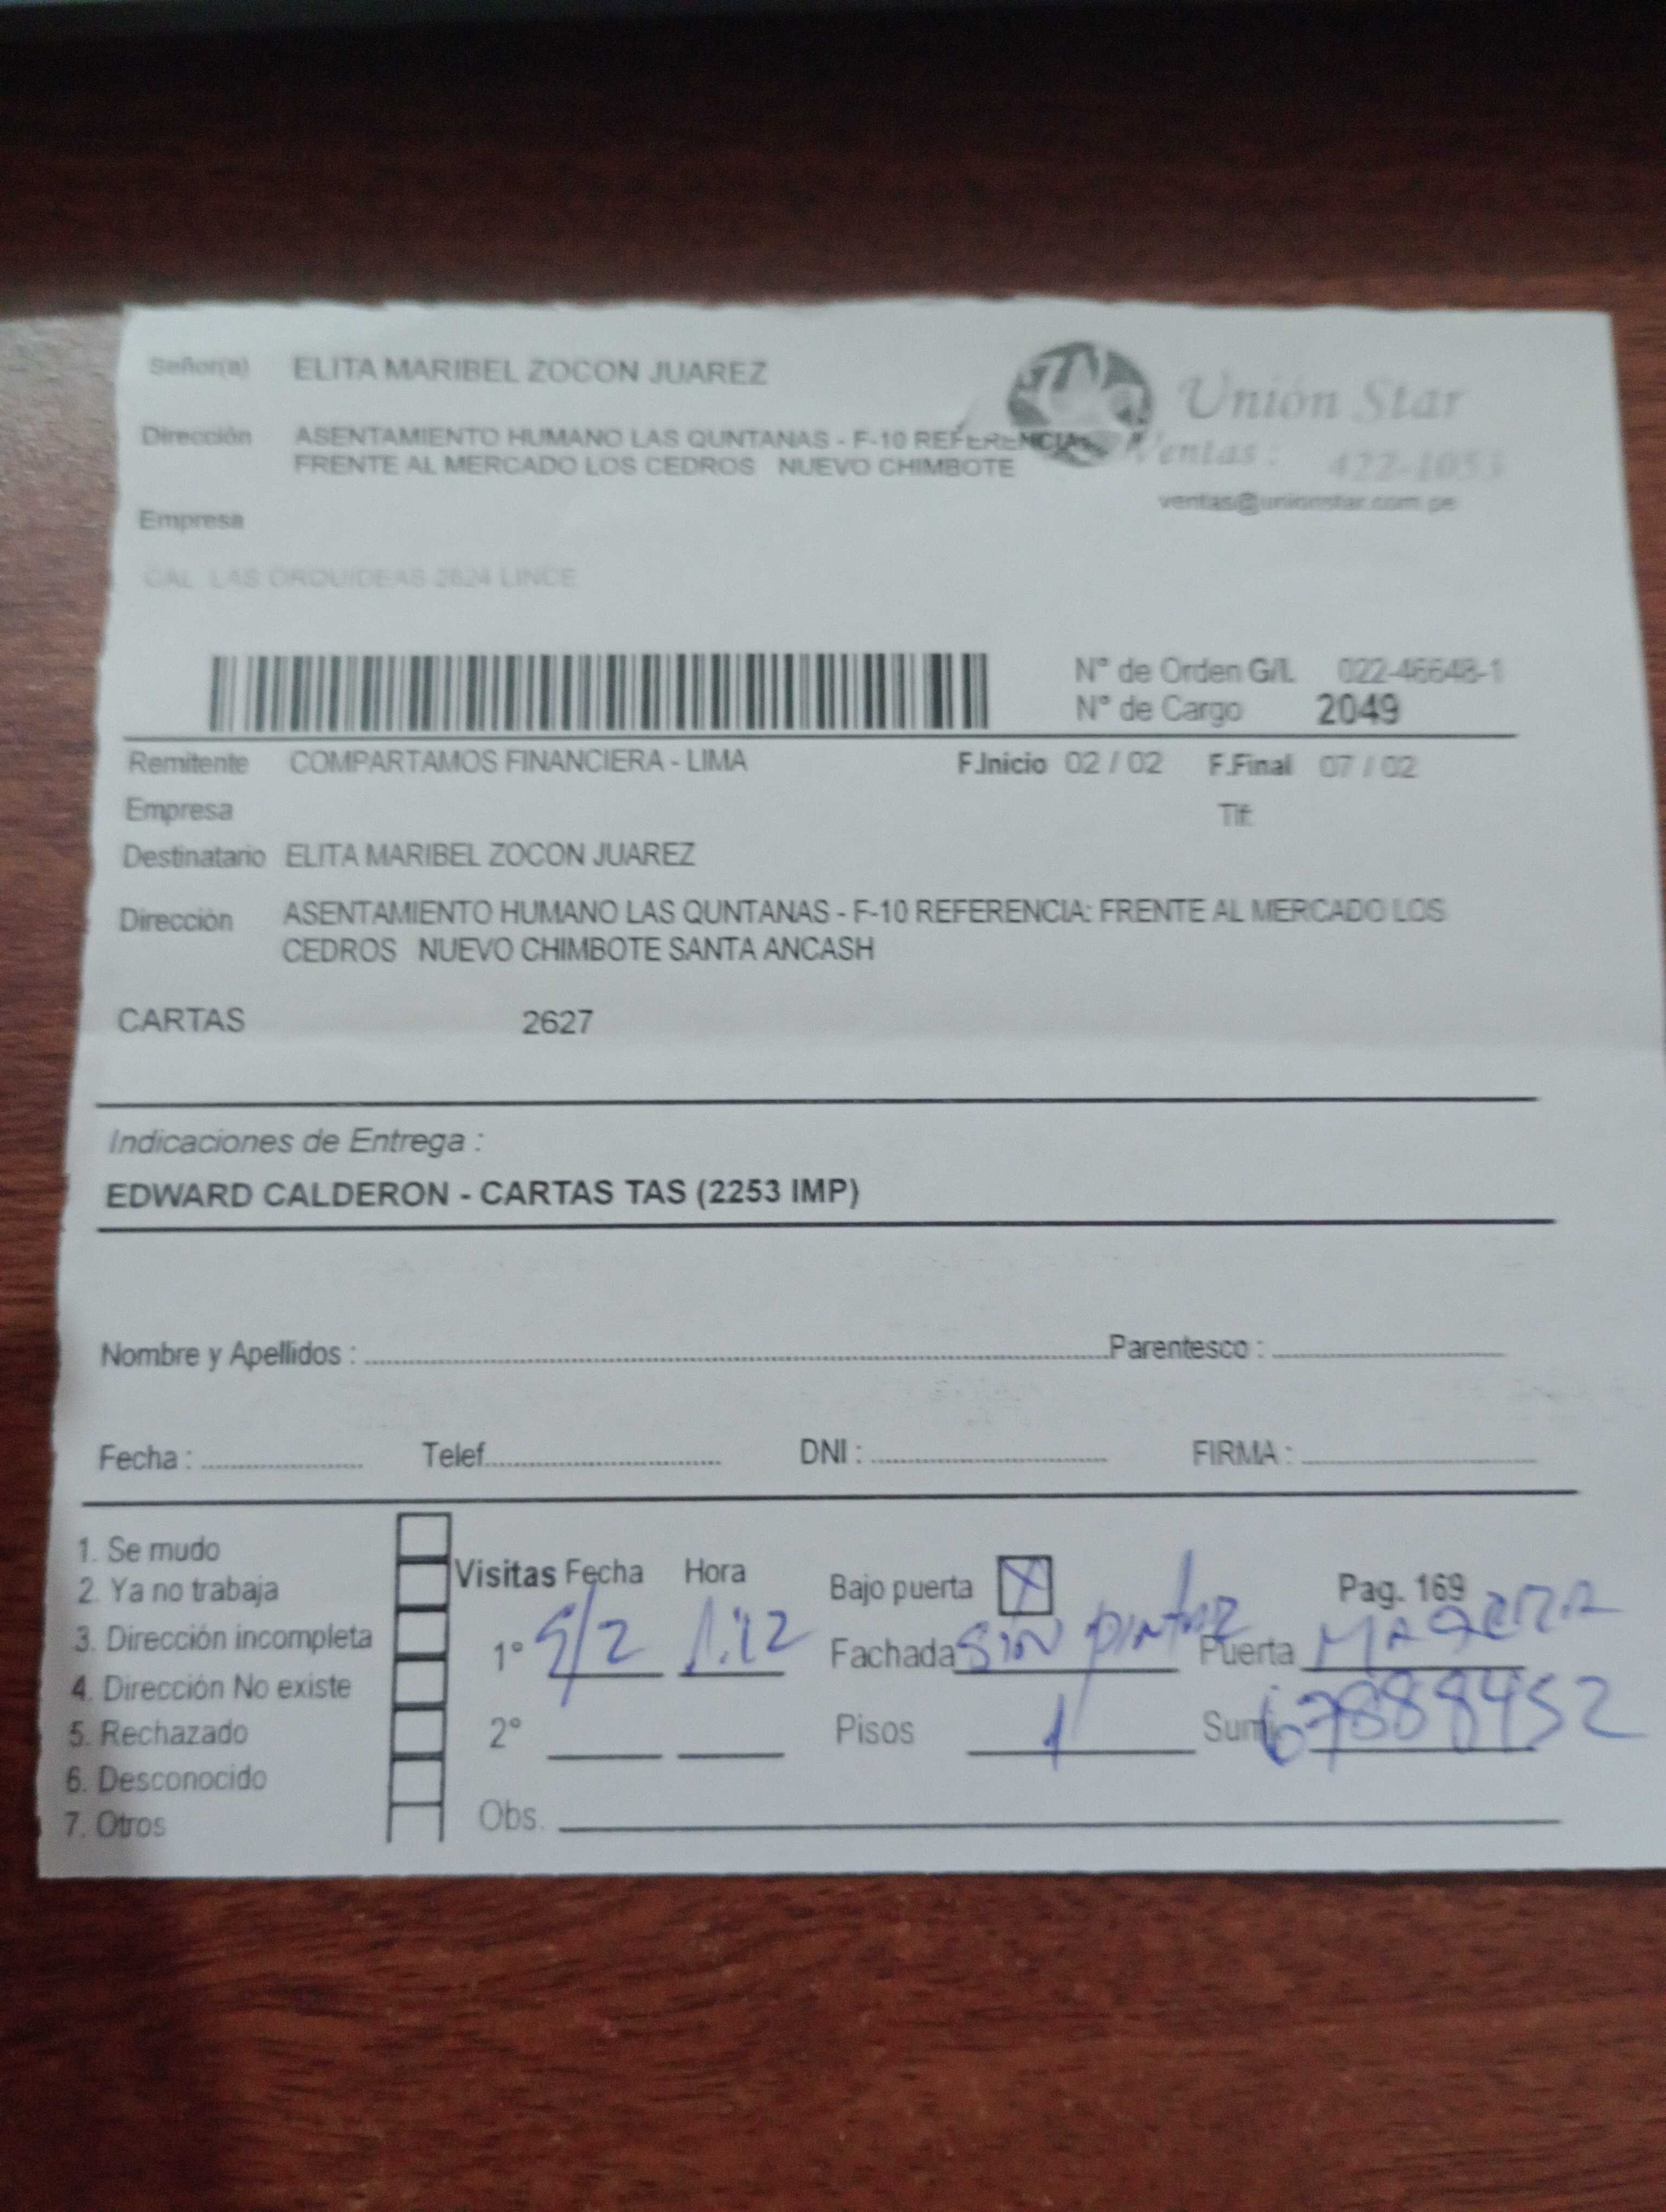 Señor(a) ELITA MARIBEL ZOCON JUAREZ
Unión Star
Dirección ASENTAMIENTO HUMANO LAS QUNTANAS - F-10 REFERENCIA:
FRENTE AL MERCADO LOS CEDROS NUEVO CHIMBOTE
Ventas : 422-1053
ventas@unionstar.com.pe
Empresa
CAL. LAS ORQUIDEAS 2624 LINCE
N° de Orden G/L 022-46648-1
N° de Cargo 2049
Remitente COMPARTAMOS FINANCIERA - LIMA F.Inicio 02 / 02 F.Final 07 / 02
Empresa Tlf:
Destinatario ELITA MARIBEL ZOCON JUAREZ
Dirección ASENTAMIENTO HUMANO LAS QUNTANAS - F-10 REFERENCIA: FRENTE AL MERCADO LOS
CEDROS NUEVO CHIMBOTE SANTA ANCASH
CARTAS 2627
Indicaciones de Entrega :
EDWARD CALDERON - CARTAS TAS (2253 IMP)
Nombre y Apellidos : Parentesco :
Fecha : Telef. DNI : FIRMA :
1. Se mudo
2. Ya no trabaja
3. Dirección incompleta
4. Dirección No existe
5. Rechazado
6. Desconocido
7. Otros
Visitas Fecha Hora Bajo puerta X Pag. 169
1° 5/2 1:12 Fachada Sin pintar Puerta MADERA
2° Pisos 1 Sum. 67888452
Obs.